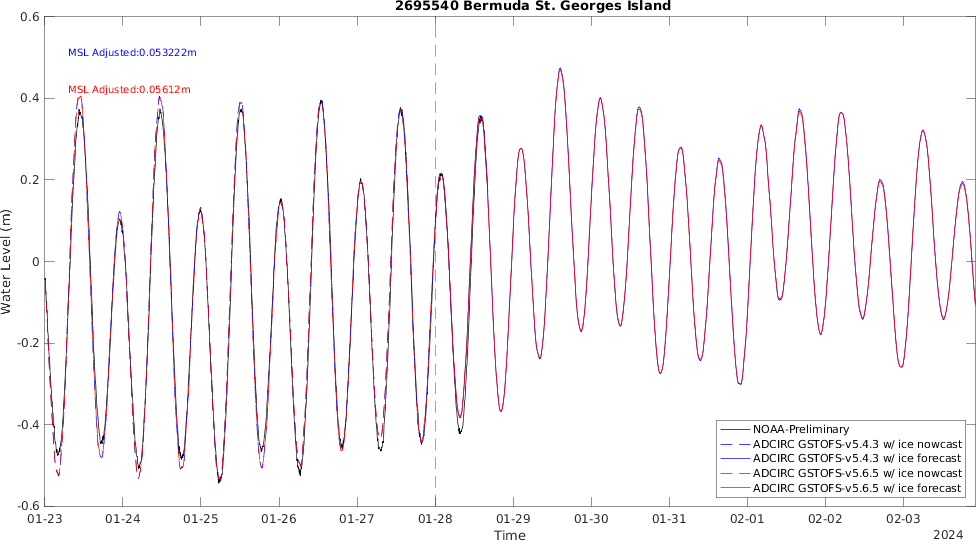 2695540 Bermuda St. Georges Island
0.6
MSL Adjusted:0.053222m
MSL Adjusted:0.05612m
0.4
0.2
0
-0.2
-0.4
-0.6
Water Level (m)
NOAA-Preliminary
ADCIRC GSTOFS-v5.4.3 w/ ice nowcast
ADCIRC GSTOFS-v5.4.3 w/ ice forecast
ADCIRC GSTOFS-v5.6.5 w/ ice nowcast
ADCIRC GSTOFS-v5.6.5 w/ ice forecast
01-23 01-24 01-25 01-26 01-27 01-28 01-29 01-30 01-31 02-01 02-02 02-03
Time
2024